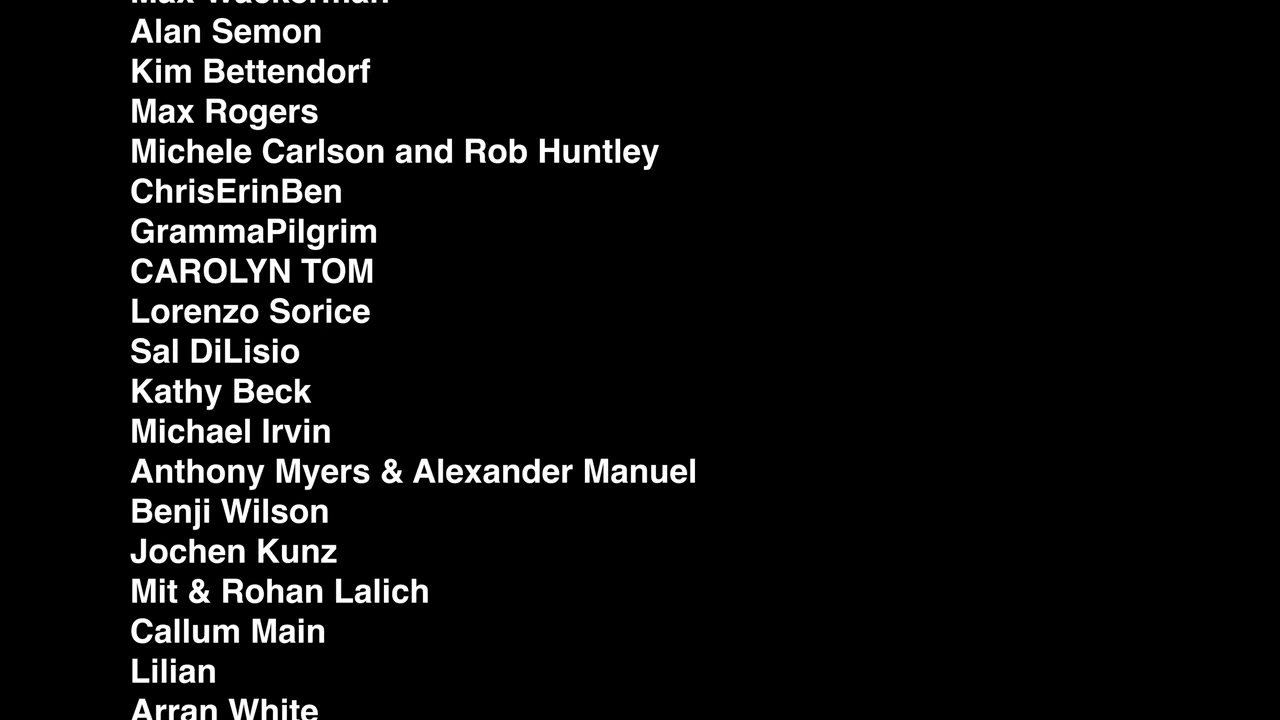 Alan Semon
Kim Bettendorf
Max Rogers
Michele Carlson and Rob Huntley
ChrisErinBen
GrammaPilgrim
CAROLYN TOM
Lorenzo Sorice
Sal DiLisio
Kathy Beck
Michael Irvin
Anthony Myers & Alexander Manuel
Benji Wilson
Jochen Kunz
Mit & Rohan Lalich
Callum Main
Lilian
Arran White